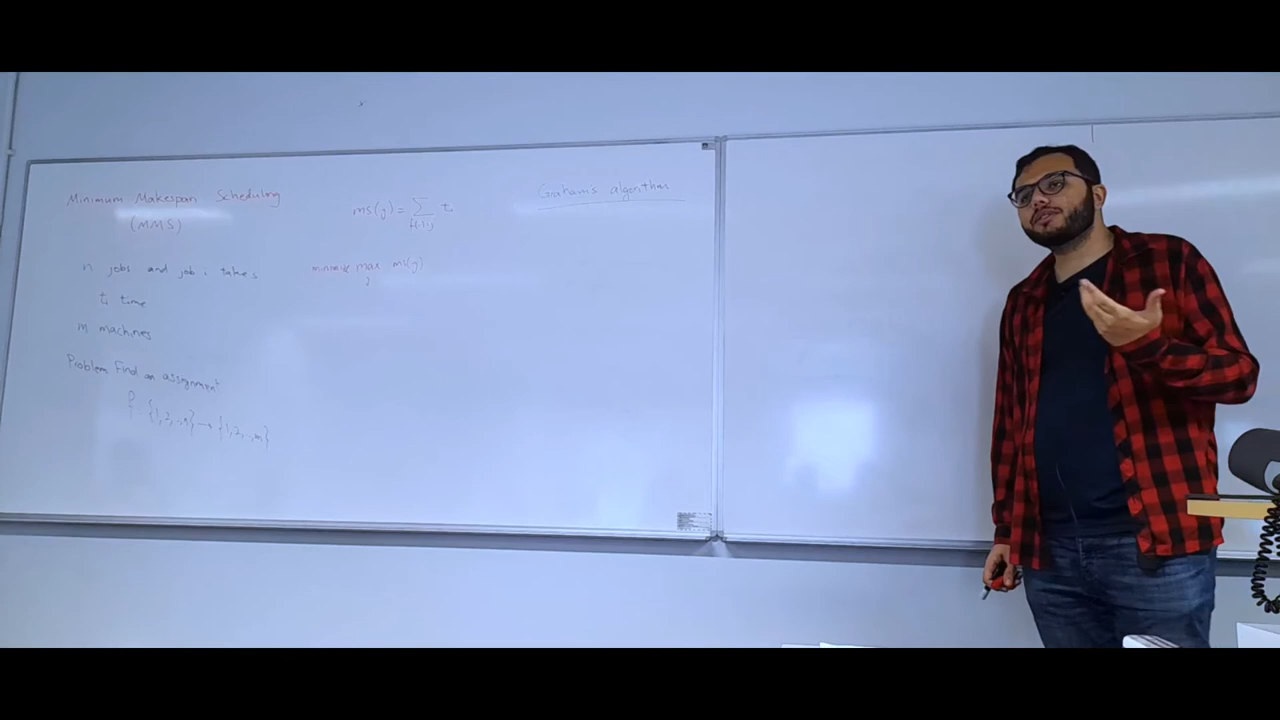 Minimum Makespan Scheduling
(MMS)
n jobs and job i takes
tᵢ time
m machines
Problem Find an assignment
{1,2,..,n} → {1,2,..,m}
ms(j) = ∑ tᵢ
minimize max ms(j)
j
Graham's algorithm